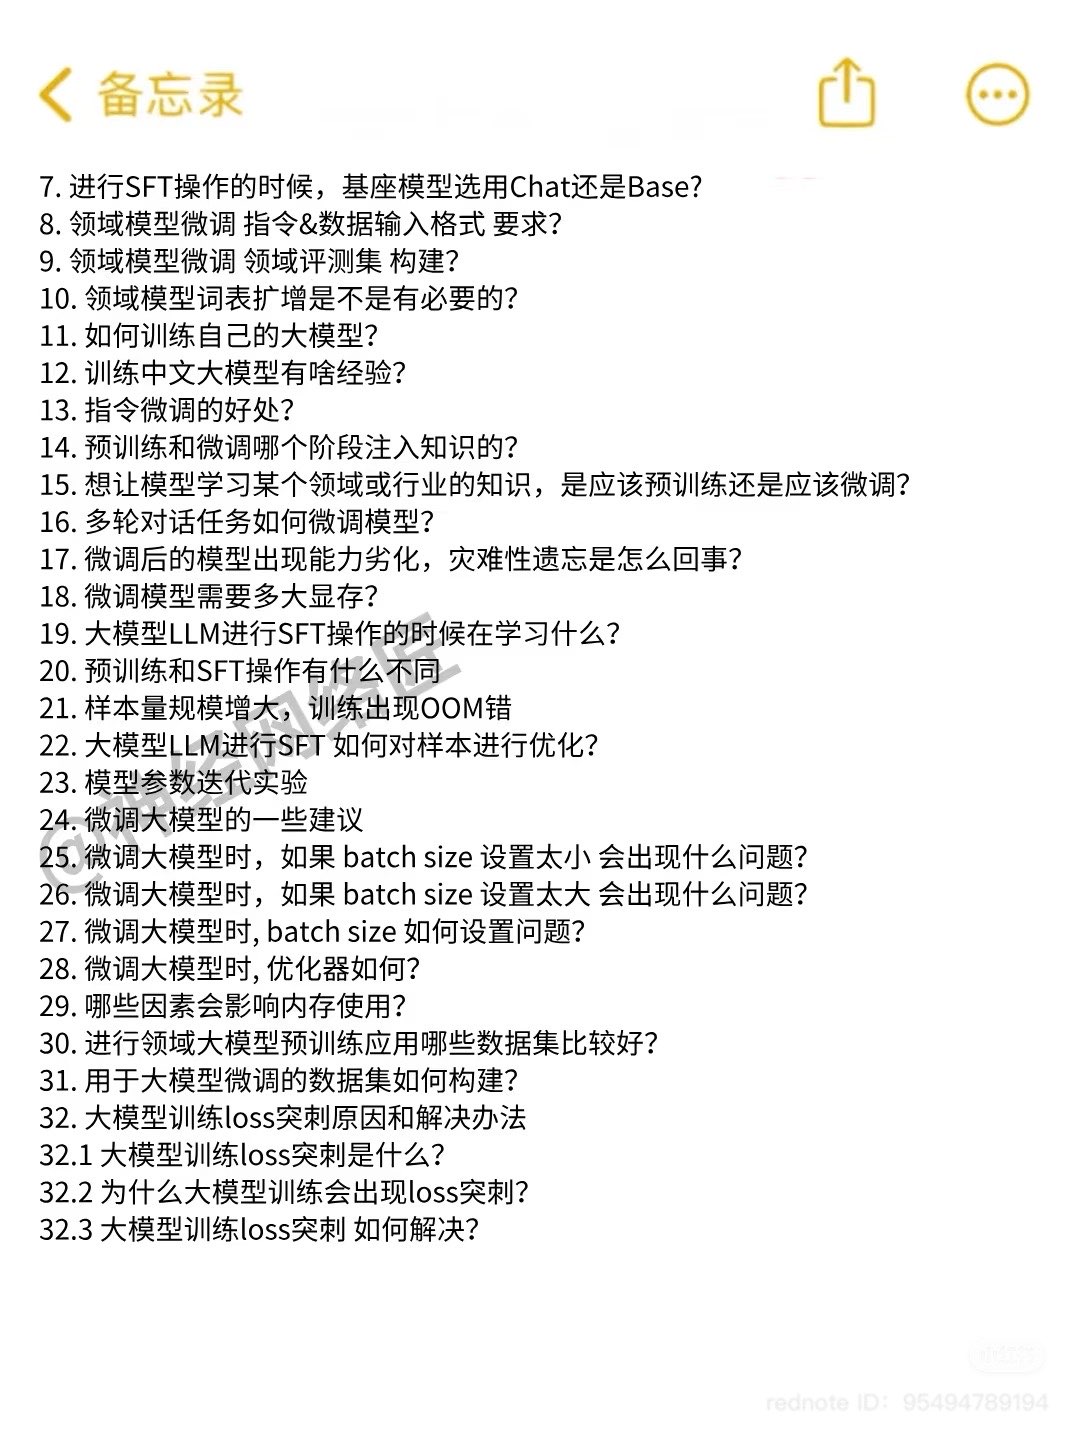 备忘录
7. 进行SFT操作的时候，基座模型选用Chat还是Base?
8. 领域模型微调 指令&数据输入格式 要求？
9. 领域模型微调 领域评测集 构建？
10. 领域模型词表扩增是不是有必要的？
11. 如何训练自己的大模型？
12. 训练中文大模型有啥经验？
13. 指令微调的好处？
14. 预训练和微调哪个阶段注入知识的？
15. 想让模型学习某个领域或行业的知识，是应该预训练还是应该微调？
16. 多轮对话任务如何微调模型？
17. 微调后的模型出现能力劣化，灾难性遗忘是怎么回事？
18. 微调模型需要多大显存？
19. 大模型LLM进行SFT操作的时候在学习什么？
20. 预训练和SFT操作有什么不同
21. 样本量规模增大，训练出现OOM错
22. 大模型LLM进行SFT 如何对样本进行优化？
23. 模型参数迭代实验
24. 微调大模型的一些建议
25. 微调大模型时，如果 batch size 设置太小 会出现什么问题？
26. 微调大模型时，如果 batch size 设置太大 会出现什么问题？
27. 微调大模型时, batch size 如何设置问题？
28. 微调大模型时, 优化器如何？
29. 哪些因素会影响内存使用？
30. 进行领域大模型预训练应用哪些数据集比较好？
31. 用于大模型微调的数据集如何构建？
32. 大模型训练loss突刺原因和解决办法
32.1 大模型训练loss突刺是什么？
32.2 为什么大模型训练会出现loss突刺？
32.3 大模型训练loss突刺 如何解决？
@神经网络匠
小红书
rednote ID：95494789194